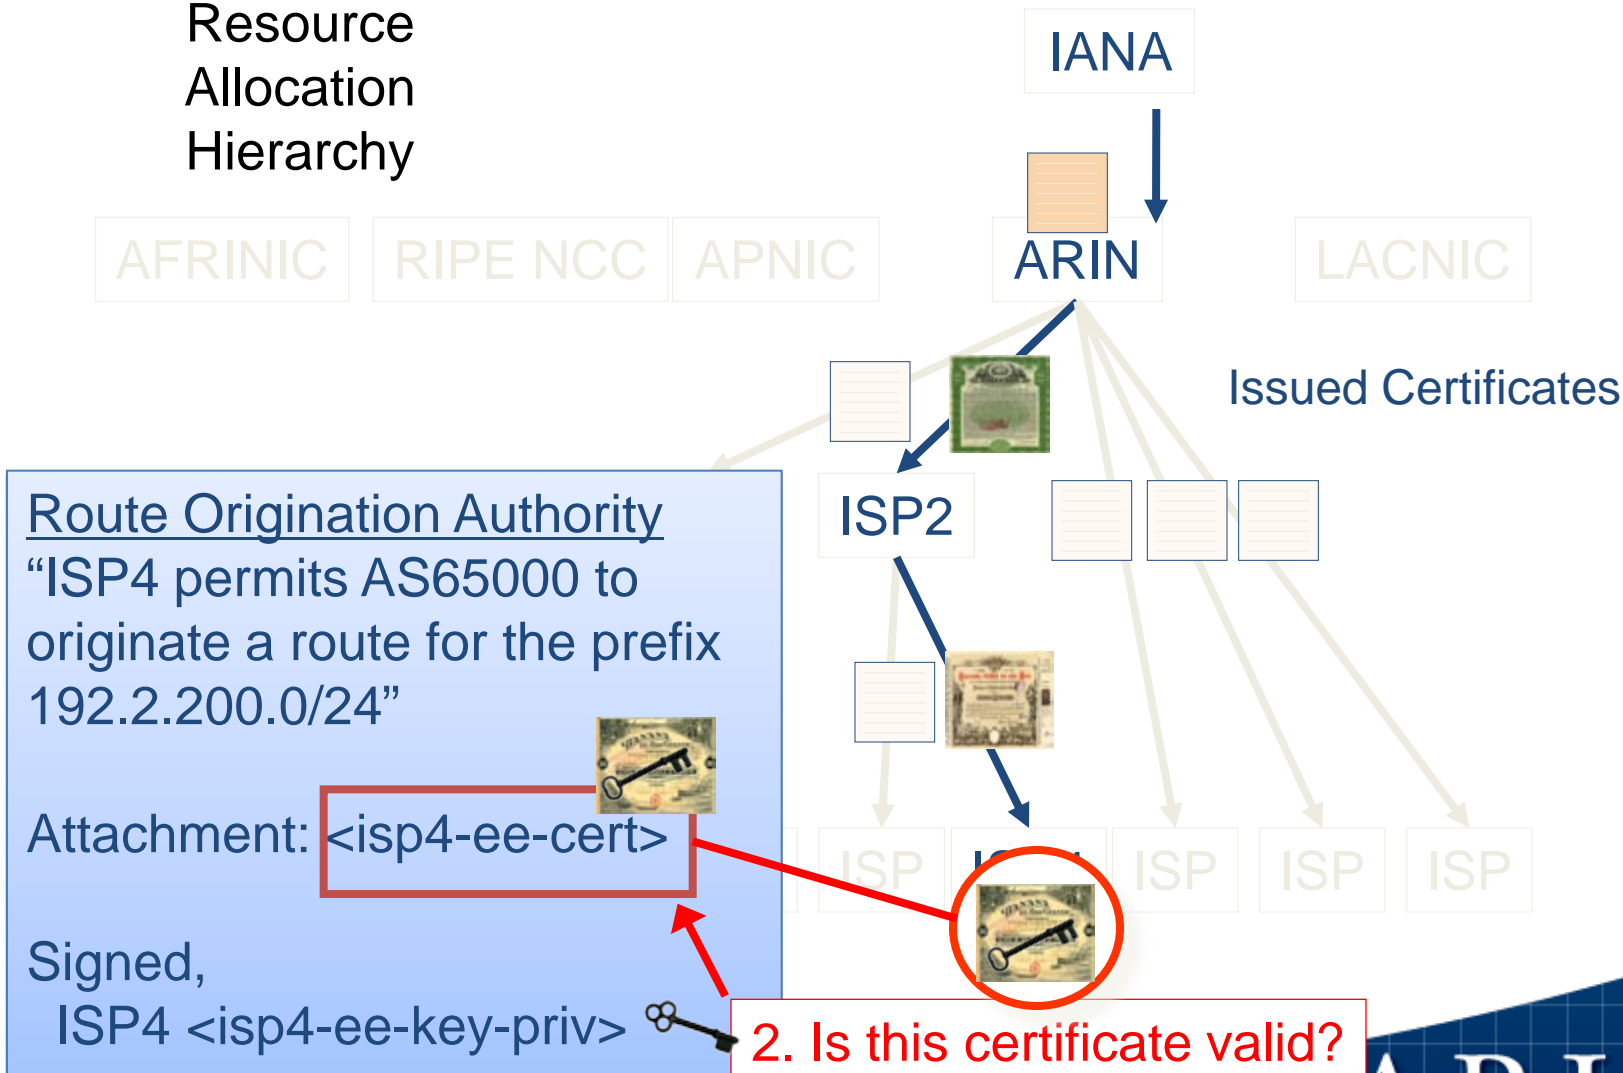 Resource
Allocation
Hierarchy
IANA
AFRINIC
RIPE NCC
APNIC
ARIN
LACNIC
Issued Certificates
Route Origination Authority
“ISP4 permits AS65000 to
originate a route for the prefix
192.2.200.0/24”
Attachment: <isp4-ee-cert>
Signed,
ISP4 <isp4-ee-key-priv>
ISP2
ISP
ISP
ISP
ISP
2. Is this certificate valid?